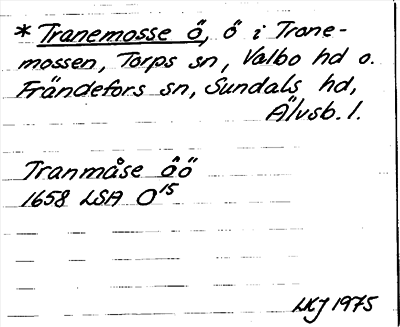 * Tranemosse ö, ö i Trane-
mossen, Torps sn, Valbo hd o.
Frändefors sn, Sundals hd,
Älvsb. l.
Tranmåse ôö
1658 LSA O¹⁵
LKJ 1975